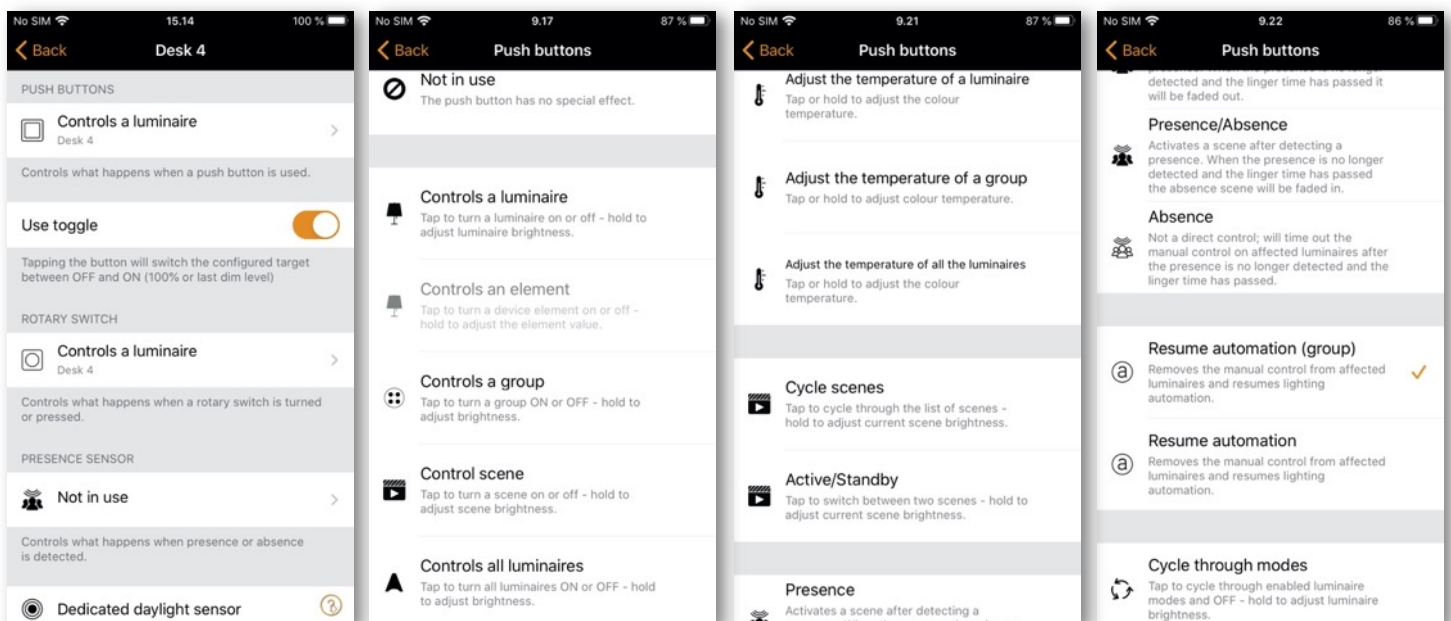 No SIM 15.14 100 %
Back Desk 4
PUSH BUTTONS
Controls a luminaire
Desk 4
Controls what happens when a push button is used.
Use toggle
Tapping the button will switch the configured target
between OFF and ON (100% or last dim level)
ROTARY SWITCH
Controls a luminaire
Desk 4
Controls what happens when a rotary switch is turned
or pressed.
PRESENCE SENSOR
Not in use
Controls what happens when presence or absence
is detected.
Dedicated daylight sensor
No SIM 9.17 87 %
Back Push buttons
Not in use
The push button has no special effect.
Controls a luminaire
Tap to turn a luminaire on or off - hold to
adjust luminaire brightness.
Controls an element
Tap to turn a device element on or off -
hold to adjust the element value.
Controls a group
Tap to turn a group ON or OFF - hold to
adjust brightness.
Control scene
Tap to turn a scene on or off - hold to
adjust scene brightness.
Controls all luminaires
Tap to turn all luminaires ON or OFF - hold
to adjust brightness.
No SIM 9.21 87 %
Back Push buttons
Adjust the temperature of a luminaire
Tap or hold to adjust the colour
temperature.
Adjust the temperature of a group
Tap or hold to adjust colour temperature.
Adjust the temperature of all the luminaires
Tap or hold to adjust the colour
temperature.
Cycle scenes
Tap to cycle through the list of scenes -
hold to adjust current scene brightness.
Active/Standby
Tap to switch between two scenes - hold to
adjust current scene brightness.
Presence
Activates a scene after detecting a
No SIM 9.22 86 %
Back Push buttons
detected and the linger time has passed it
will be faded out.
Presence/Absence
Activates a scene after detecting a
presence. When the presence is no longer
detected and the linger time has passed
the absence scene will be faded in.
Absence
Not a direct control; will time out the
manual control on affected luminaires after
the presence is no longer detected and the
linger time has passed.
Resume automation (group)
a Removes the manual control from affected
luminaires and resumes lighting
automation.
Resume automation
a Removes the manual control from affected
luminaires and resumes lighting
automation.
Cycle through modes
Tap to cycle through enabled luminaire
modes and OFF - hold to adjust luminaire
brightness.